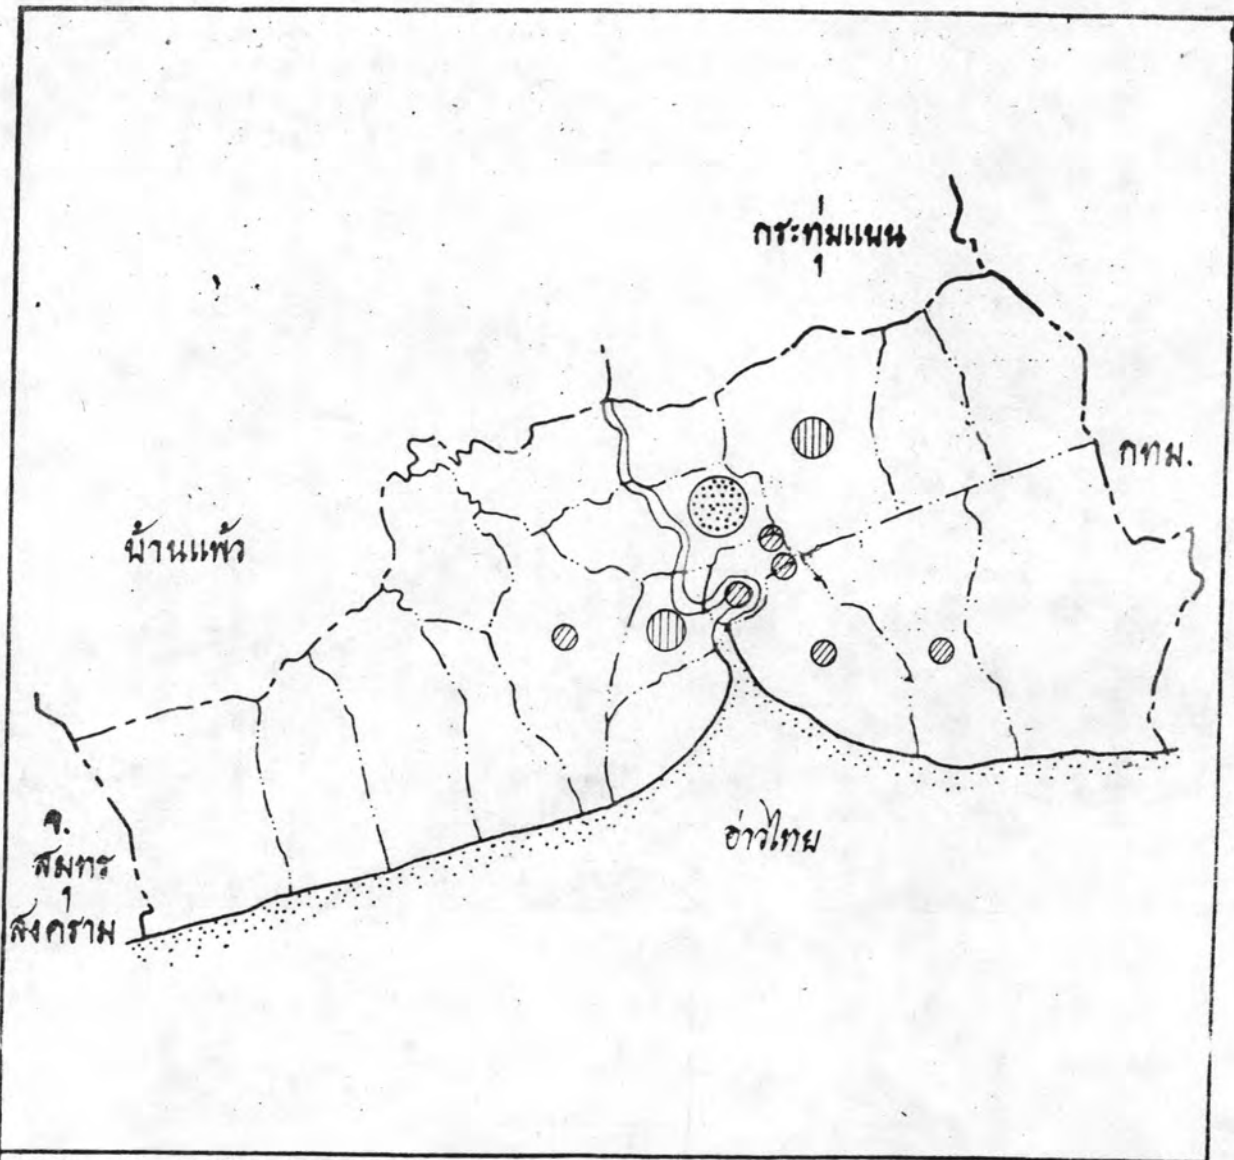 กระทุ่มแบน
กทม.
บ้านแพ้ว
อ่าวไทย
จ.
สมุทร
สงคราม